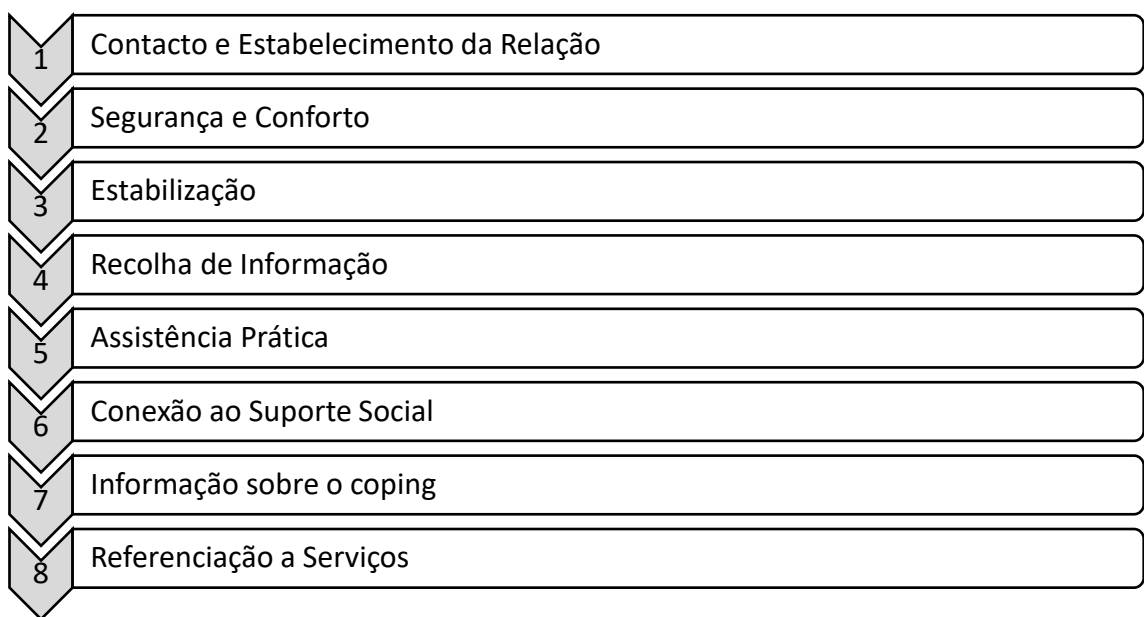 1 Contacto e Estabelecimento da Relação
2 Segurança e Conforto
3 Estabilização
4 Recolha de Informação
5 Assistência Prática
6 Conexão ao Suporte Social
7 Informação sobre o coping
8 Referenciação a Serviços